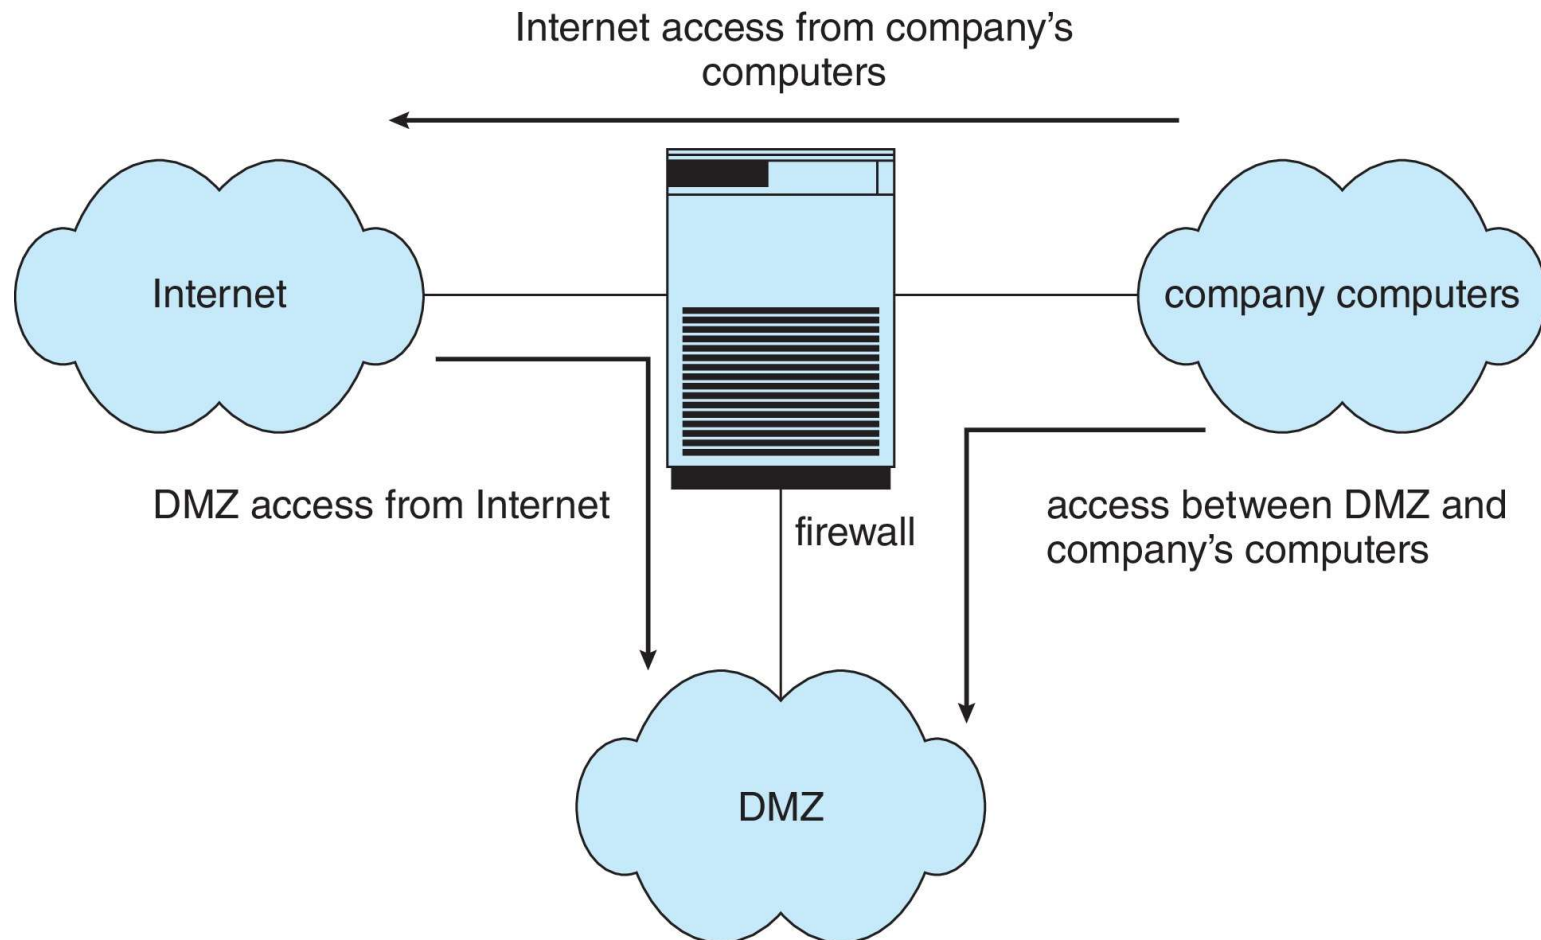 Internet access from company’s
computers
Internet
company computers
DMZ access from Internet
firewall
access between DMZ and
company’s computers
DMZ